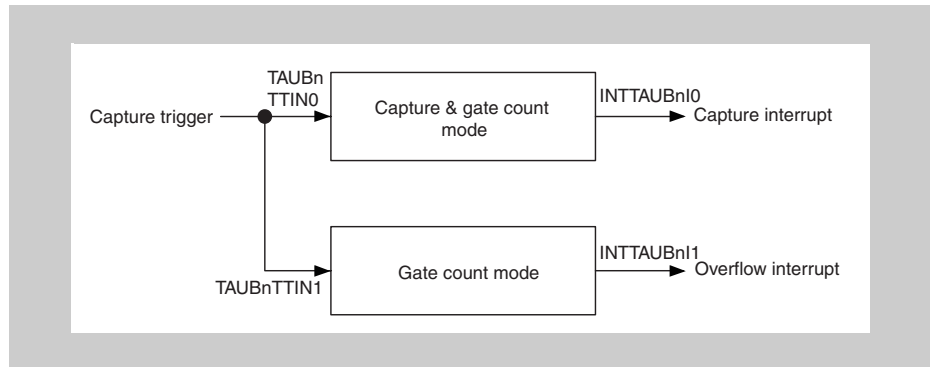 TAUBn
TTIN0
Capture trigger
Capture & gate count
mode
INTTAUBnI0
Capture interrupt
TAUBnTTIN1
Gate count mode
INTTAUBnI1
Overflow interrupt